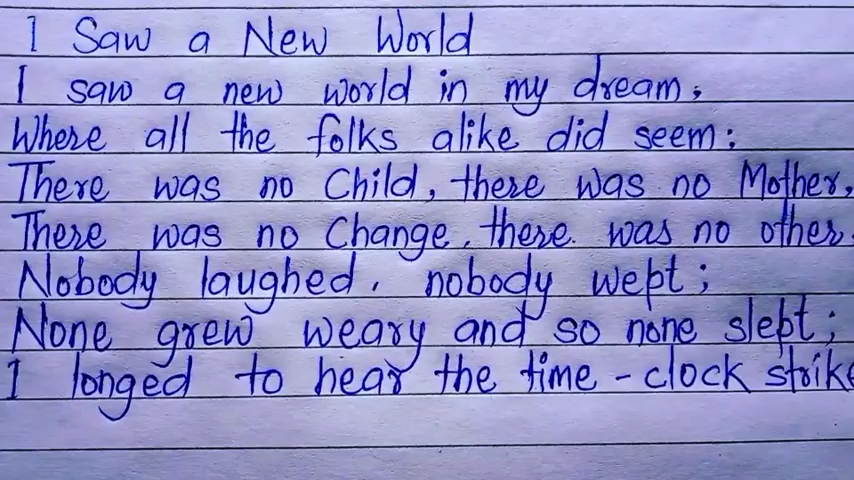 I Saw a New World
I saw a new world in my dream;
Where all the folks alike did seem:
There was no Child, there was no Mother,
There was no Change, there was no other.
Nobody laughed, nobody wept;
None grew weary and so none slept;
I longed to hear the time - clock strike